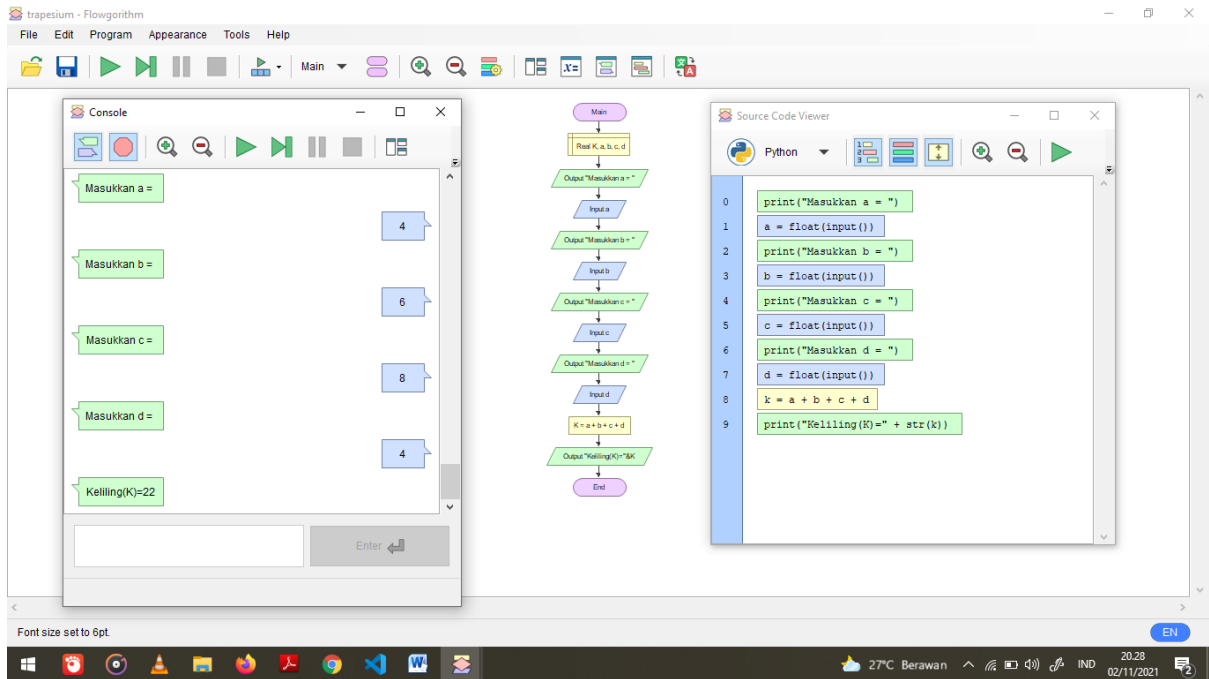 trapesium - Flowgorithm
File Edit Program Appearance Tools Help
Main
Console
Masukkan a =
4
Masukkan b =
6
Masukkan c =
8
Masukkan d =
4
Keliling(K)=22
Enter
Main
Real K, a, b, c, d
Output "Masukkan a = "
Input a
Output "Masukkan b = "
Input b
Output "Masukkan c = "
Input c
Output "Masukkan d = "
Input d
K = a + b + c + d
Output "Keliling(K)="&K
End
Source Code Viewer
Python
0 print("Masukkan a = ")
1 a = float(input())
2 print("Masukkan b = ")
3 b = float(input())
4 print("Masukkan c = ")
5 c = float(input())
6 print("Masukkan d = ")
7 d = float(input())
8 k = a + b + c + d
9 print("Keliling(K)=" + str(k))
Font size set to 6pt.
EN
27°C Berawan
IND
20.28
02/11/2021
2